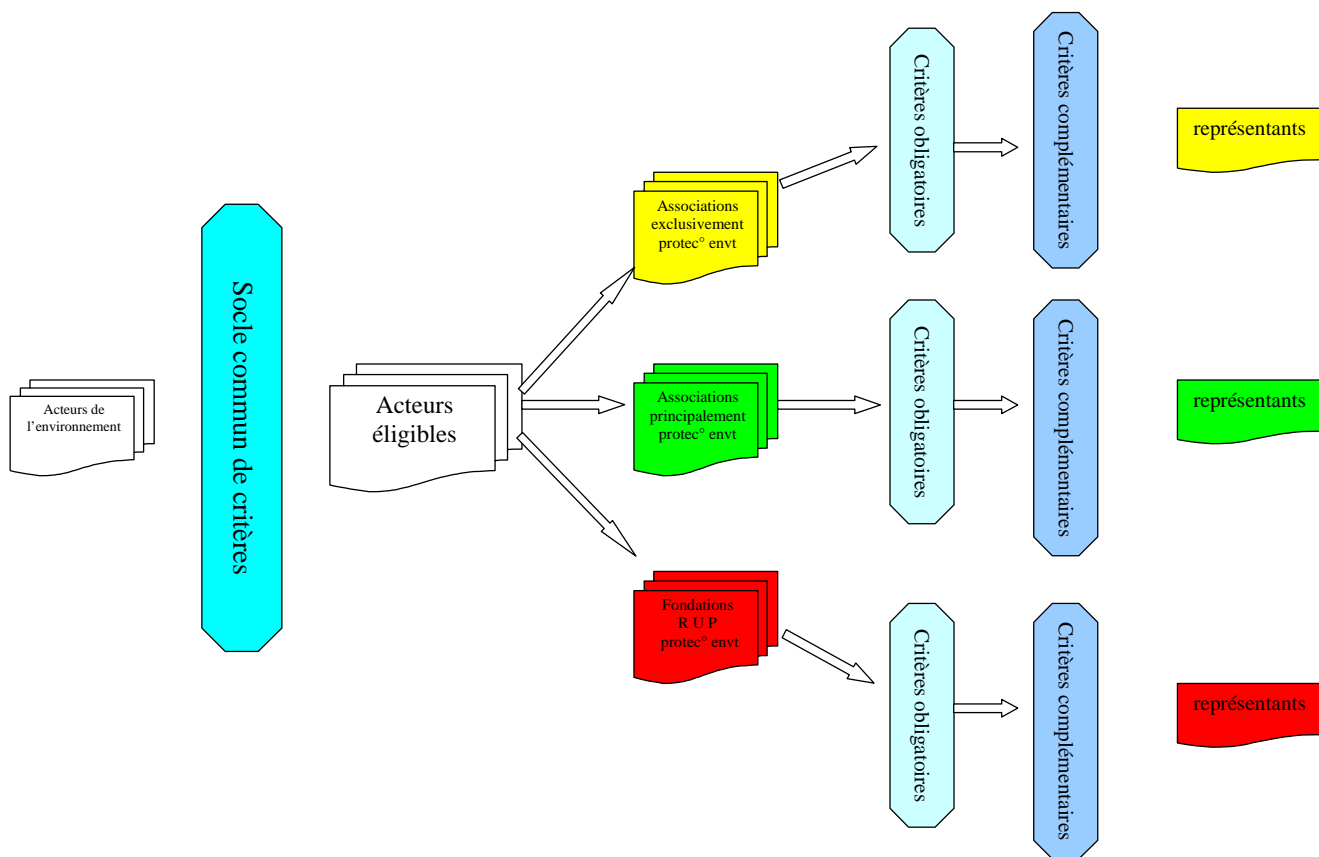 Acteurs de
l'environnement
Socle commun de critères
Acteurs
éligibles
Associations
exclusivement
protec° envt
Critères obligatoires
Critères complémentaires
représentants
Associations
principalement
protec° envt
Critères obligatoires
Critères complémentaires
représentants
Fondations
R U P
protec° envt
Critères obligatoires
Critères complémentaires
représentants